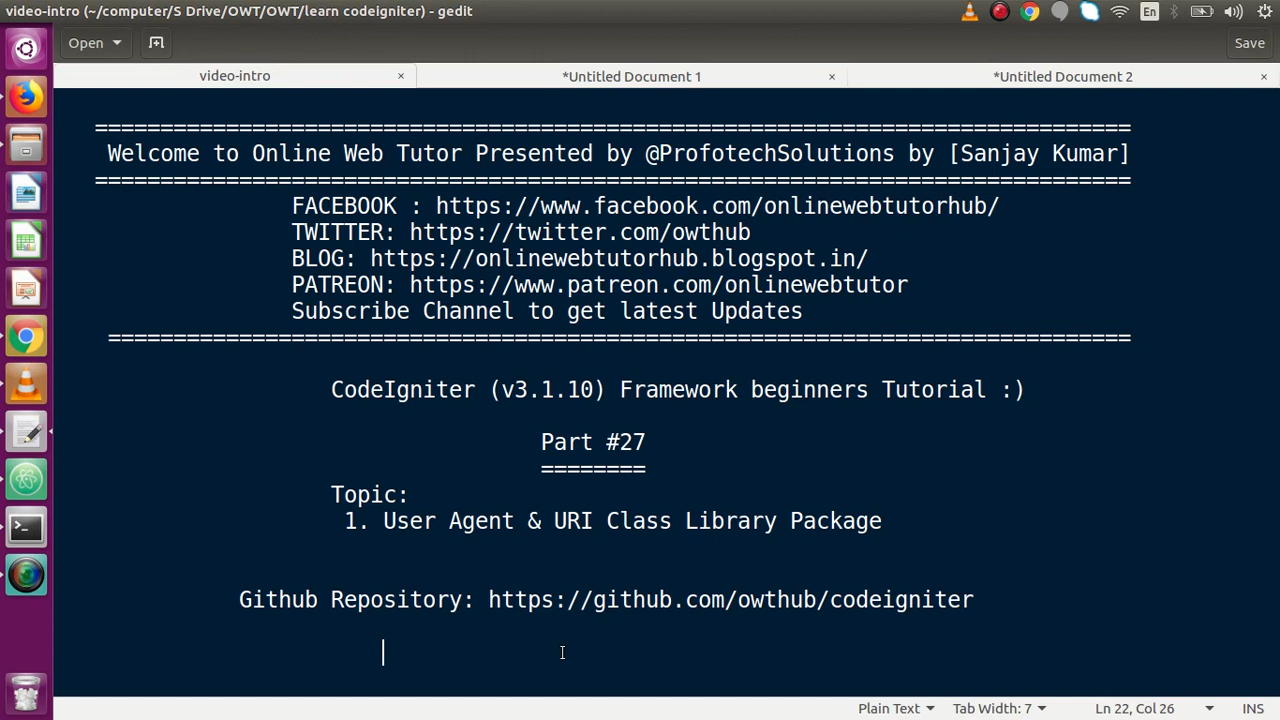 video-intro (~/computer/S Drive/OWT/OWT/learn codeigniter) - gedit
En
Open
Save
video-intro
*Untitled Document 1
*Untitled Document 2
===============================================================================
Welcome to Online Web Tutor Presented by @ProfotechSolutions by [Sanjay Kumar]
===============================================================================
FACEBOOK : https://www.facebook.com/onlinewebtutorhub/
TWITTER: https://twitter.com/owthub
BLOG: https://onlinewebtutorhub.blogspot.in/
PATREON: https://www.patreon.com/onlinewebtutor
Subscribe Channel to get latest Updates
==============================================================================
CodeIgniter (v3.1.10) Framework beginners Tutorial :)
Part #27
========
Topic:
1. User Agent & URI Class Library Package
Github Repository: https://github.com/owthub/codeigniter
Plain Text
Tab Width: 7
Ln 22, Col 26
INS